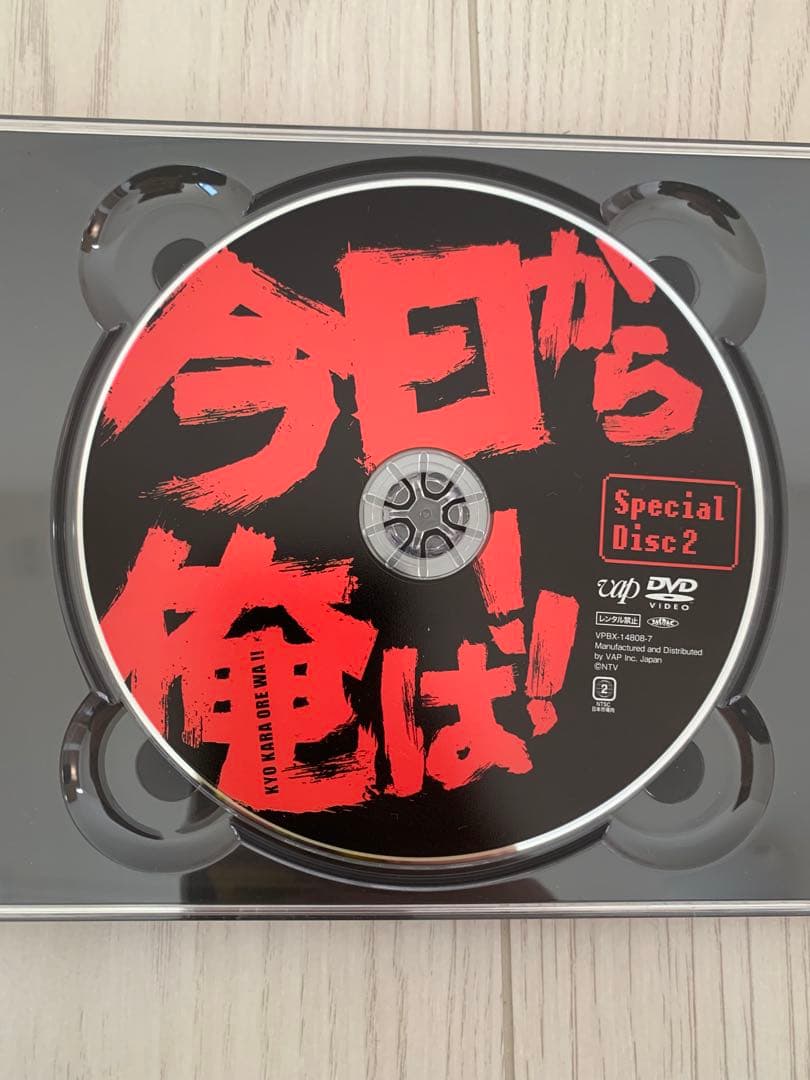 今日から
俺は!!
KYO KARA ORE WA !!
Special
Disc 2
vap DVD
VIDEO
レンタル禁止
VPBX-14808-7
Manufactured and Distributed
by VAP Inc. Japan
©NTV
2
NTSC
日本市場向